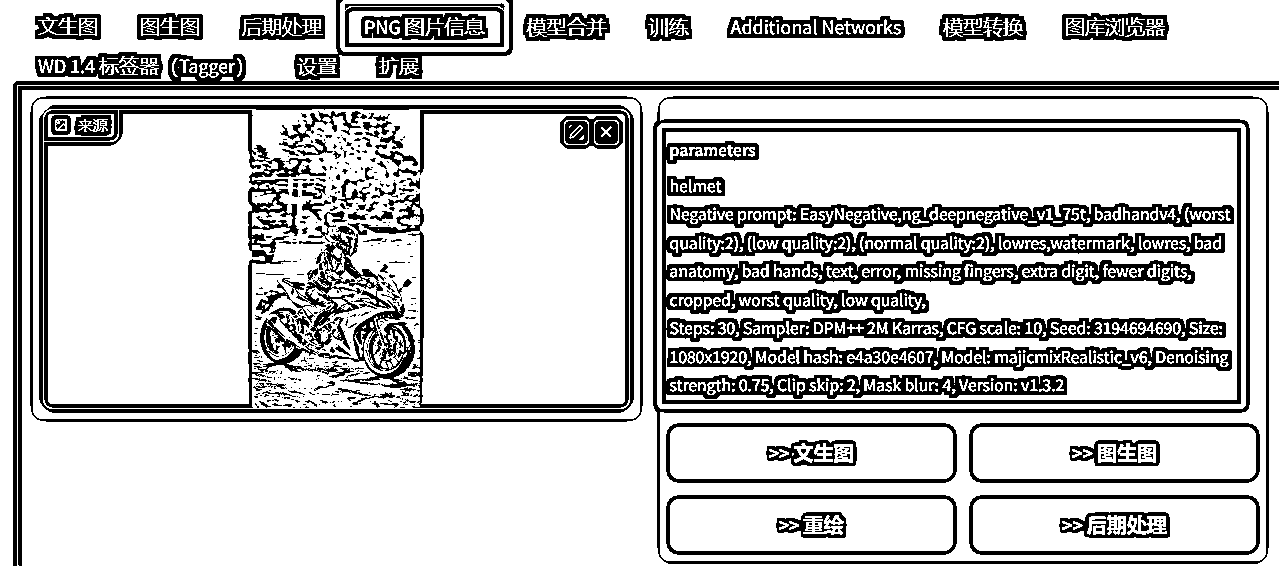 文生图 图生图 后期处理 PNG 图片信息 模型合并 训练 Additional Networks 模型转换 图库浏览器
WD 1.4 标签器 (Tagger) 设置 扩展
来源
parameters
helmet
Negative prompt: EasyNegative,ng_deepnegative_v1_75t, badhandv4, (worst
quality:2), (low quality:2), (normal quality:2), lowres,watermark, lowres, bad
anatomy, bad hands, text, error, missing fingers, extra digit, fewer digits,
cropped, worst quality, low quality,
Steps: 30, Sampler: DPM++ 2M Karras, CFG scale: 10, Seed: 3194694690, Size:
1080x1920, Model hash: e4a30e4607, Model: majicmixRealistic_v6, Denoising
strength: 0.75, Clip skip: 2, Mask blur: 4, Version: v1.3.2
>> 文生图 >> 图生图
>> 重绘 >> 后期处理